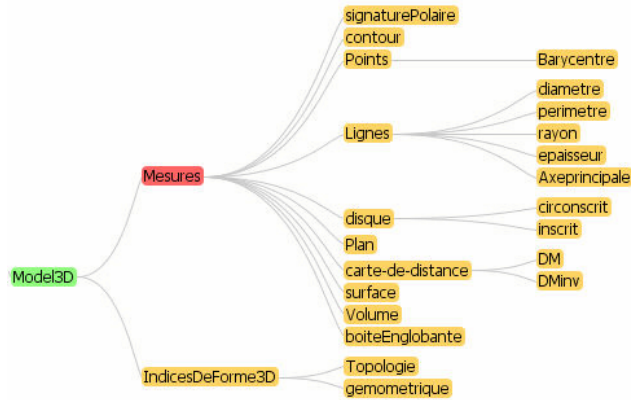 signaturePolaire
contour
Points
Barycentre
diametre
Lignes
perimetre
rayon
epaisseur
Axeprincipale
Mesures
disque
circonscrit
inscrit
Plan
carte-de-distance
DM
DMinv
surface
Volume
boiteEnglobante
Model3D
IndicesDeForme3D
Topologie
gemometrique